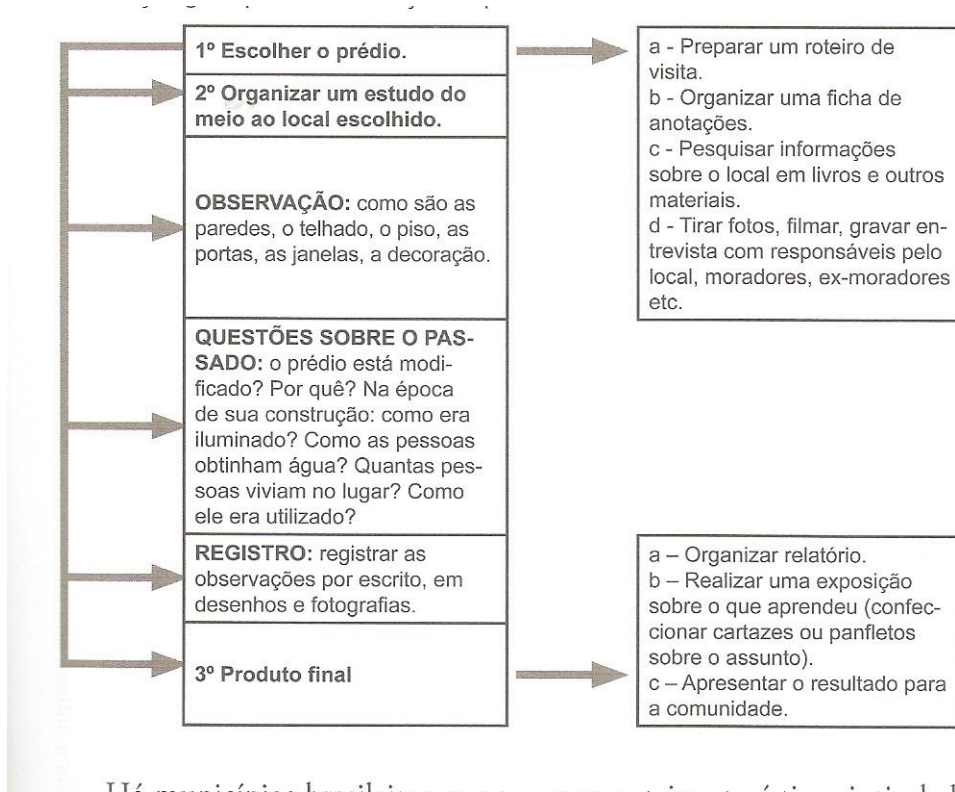 1º Escolher o prédio.
2º Organizar um estudo do
meio ao local escolhido.
OBSERVAÇÃO: como são as
paredes, o telhado, o piso, as
portas, as janelas, a decoração.
QUESTÕES SOBRE O PAS-
SADO: o prédio está modi-
ficado? Por quê? Na época
de sua construção: como era
iluminado? Como as pessoas
obtinham água? Quantas pes-
soas viviam no lugar? Como
ele era utilizado?
REGISTRO: registrar as
observações por escrito, em
desenhos e fotografias.
3º Produto final
a - Preparar um roteiro de
visita.
b - Organizar uma ficha de
anotações.
c - Pesquisar informações
sobre o local em livros e outros
materiais.
d - Tirar fotos, filmar, gravar en-
trevista com responsáveis pelo
local, moradores, ex-moradores
etc.
a – Organizar relatório.
b – Realizar uma exposição
sobre o que aprendeu (confec-
cionar cartazes ou panfletos
sobre o assunto).
c – Apresentar o resultado para
a comunidade.
Há municípios brasileiros